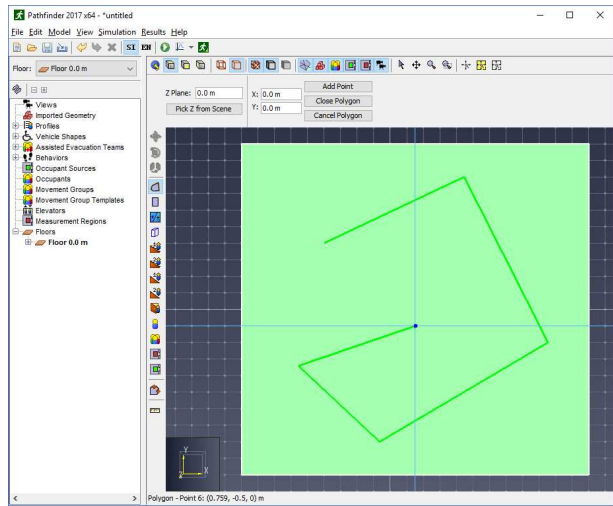 Pathfinder 2017 x64 - *untitled
File Edit Model View Simulation Results Help
SI EN
Floor: Floor 0.0 m
Z Plane: 0.0 m
Pick Z from Scene
X: 0.0 m
Y: 0.0 m
Add Point
Close Polygon
Cancel Polygon
Views
Imported Geometry
Profiles
Vehicle Shapes
Assisted Evacuation Teams
Behaviors
Occupant Sources
Occupants
Movement Groups
Movement Group Templates
Elevators
Measurement Regions
Floors
Floor 0.0 m
Y
Z X
Polygon - Point 6: (0.759, -0.5, 0) m